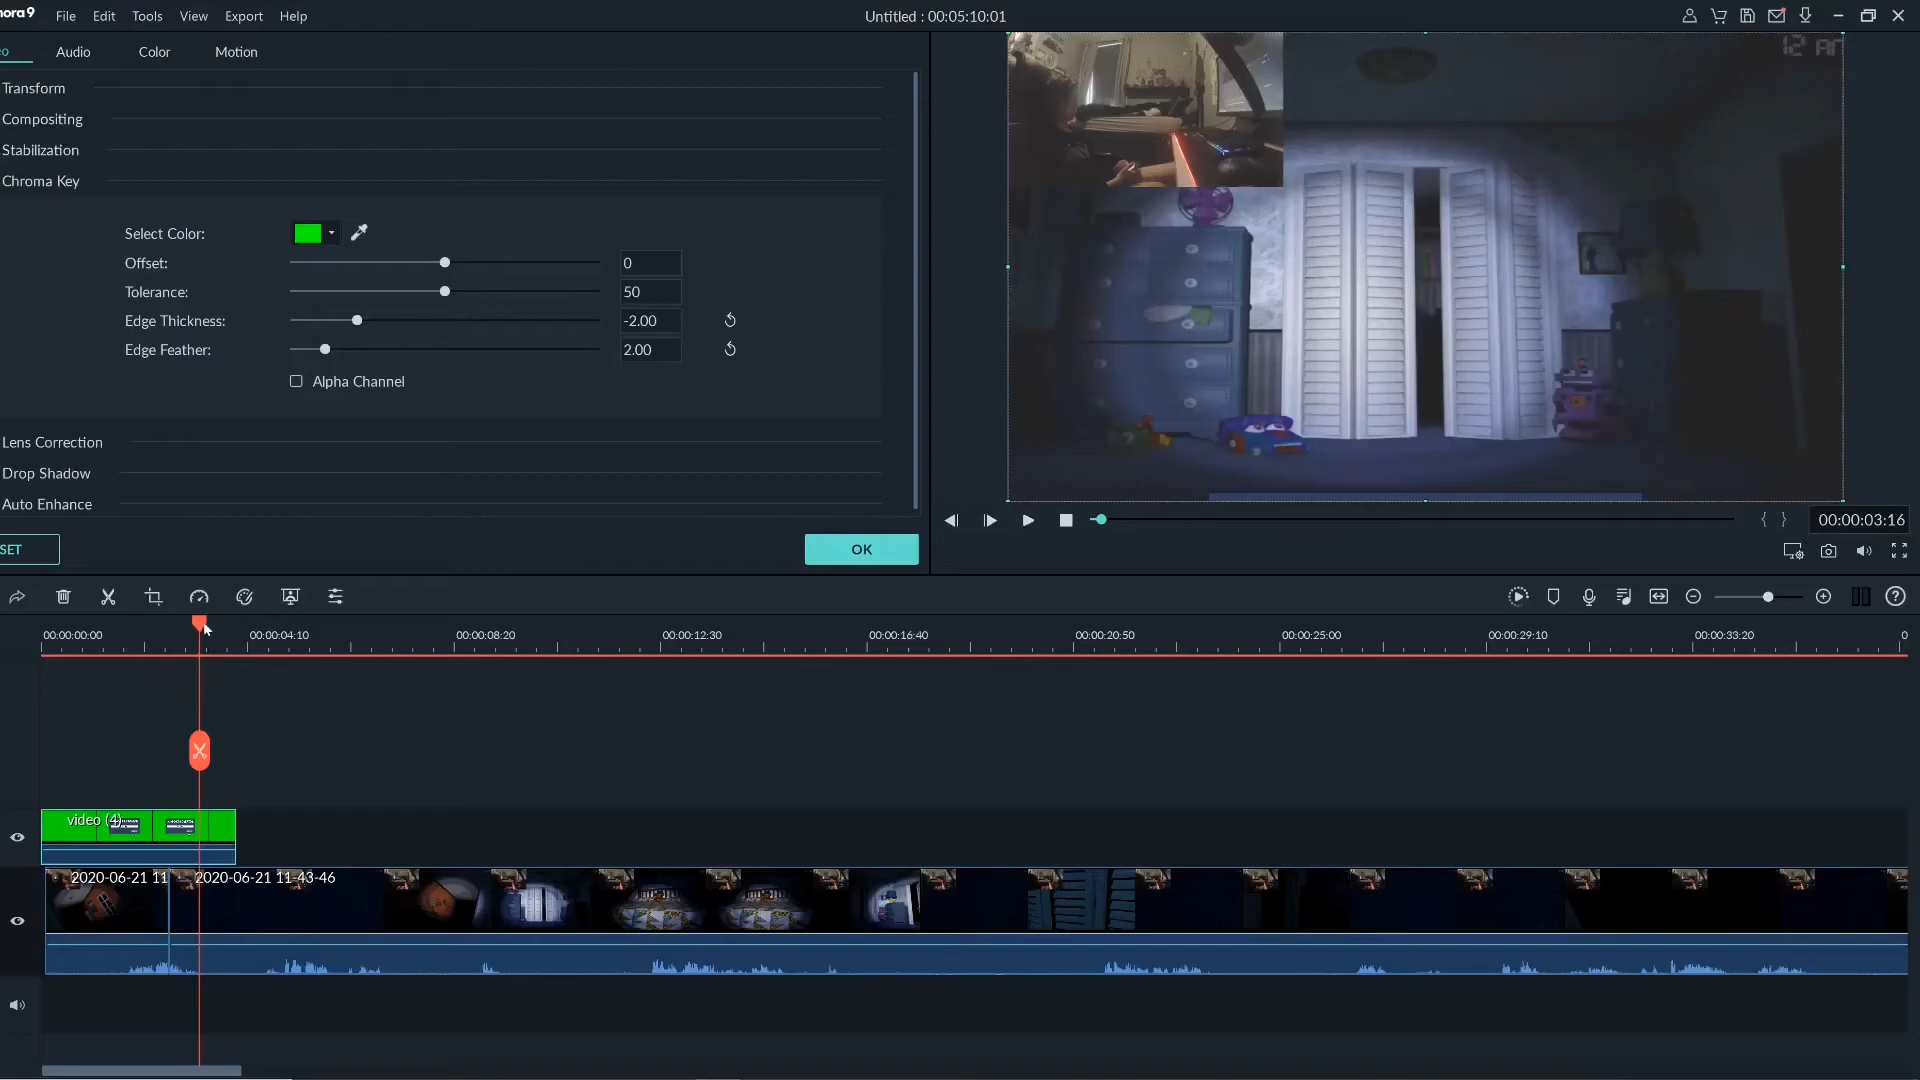 nora9 File Edit Tools View Export Help Untitled : 00:05:10:01
eo Audio Color Motion
12 AM
Transform
Compositing
Stabilization
Chroma Key
Select Color:
Offset: 0
Tolerance: 50
Edge Thickness: -2.00
Edge Feather: 2.00
Alpha Channel
Lens Correction
Drop Shadow
Auto Enhance
SET OK
{ } 00:00:03:16
00:00:00:00 00:00:04:10 00:00:08:20 00:00:12:30 00:00:16:40 00:00:20:50 00:00:25:00 00:00:29:10 00:00:33:20 0
video (4)
2020-06-21 11 2020-06-21 11-43-46